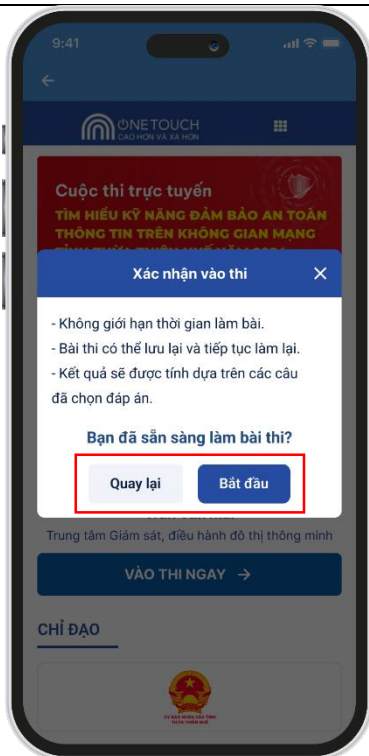 9:41
ONETOUCH
CAO HƠN VÀ XA HƠN
Cuộc thi trực tuyến
TÌM HIỂU KỸ NĂNG ĐẢM BẢO AN TOÀN
THÔNG TIN TRÊN KHÔNG GIAN MẠNG
Xác nhận vào thi
- Không giới hạn thời gian làm bài.
- Bài thi có thể lưu lại và tiếp tục làm lại.
- Kết quả sẽ được tính dựa trên các câu
đã chọn đáp án.
Bạn đã sẵn sàng làm bài thi?
Quay lại
Bắt đầu
Trung tâm Giám sát, điều hành đô thị thông minh
VÀO THI NGAY →
CHỈ ĐẠO